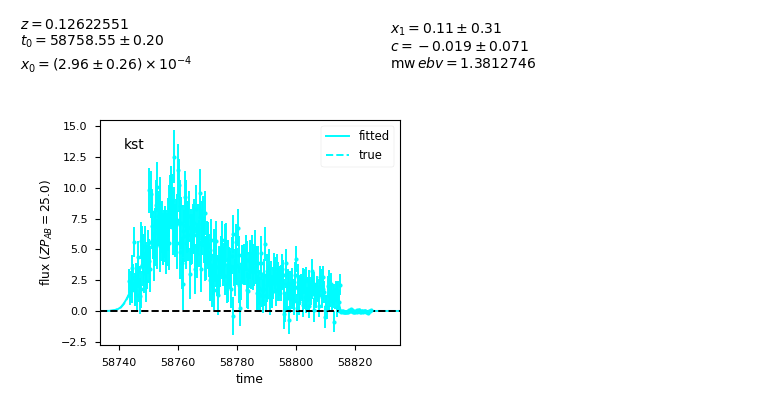 z = 0.12622551
t₀ = 58758.55 ± 0.20
x₀ = (2.96 ± 0.26) × 10⁻⁴
x₁ = 0.11 ± 0.31
c = −0.019 ± 0.071
mw ebv = 1.3812746
15.0
12.5
10.0
7.5
5.0
2.5
0.0
−2.5
flux (ZP_AB = 25.0)
kst
fitted
true
58740 58760 58780 58800 58820
time